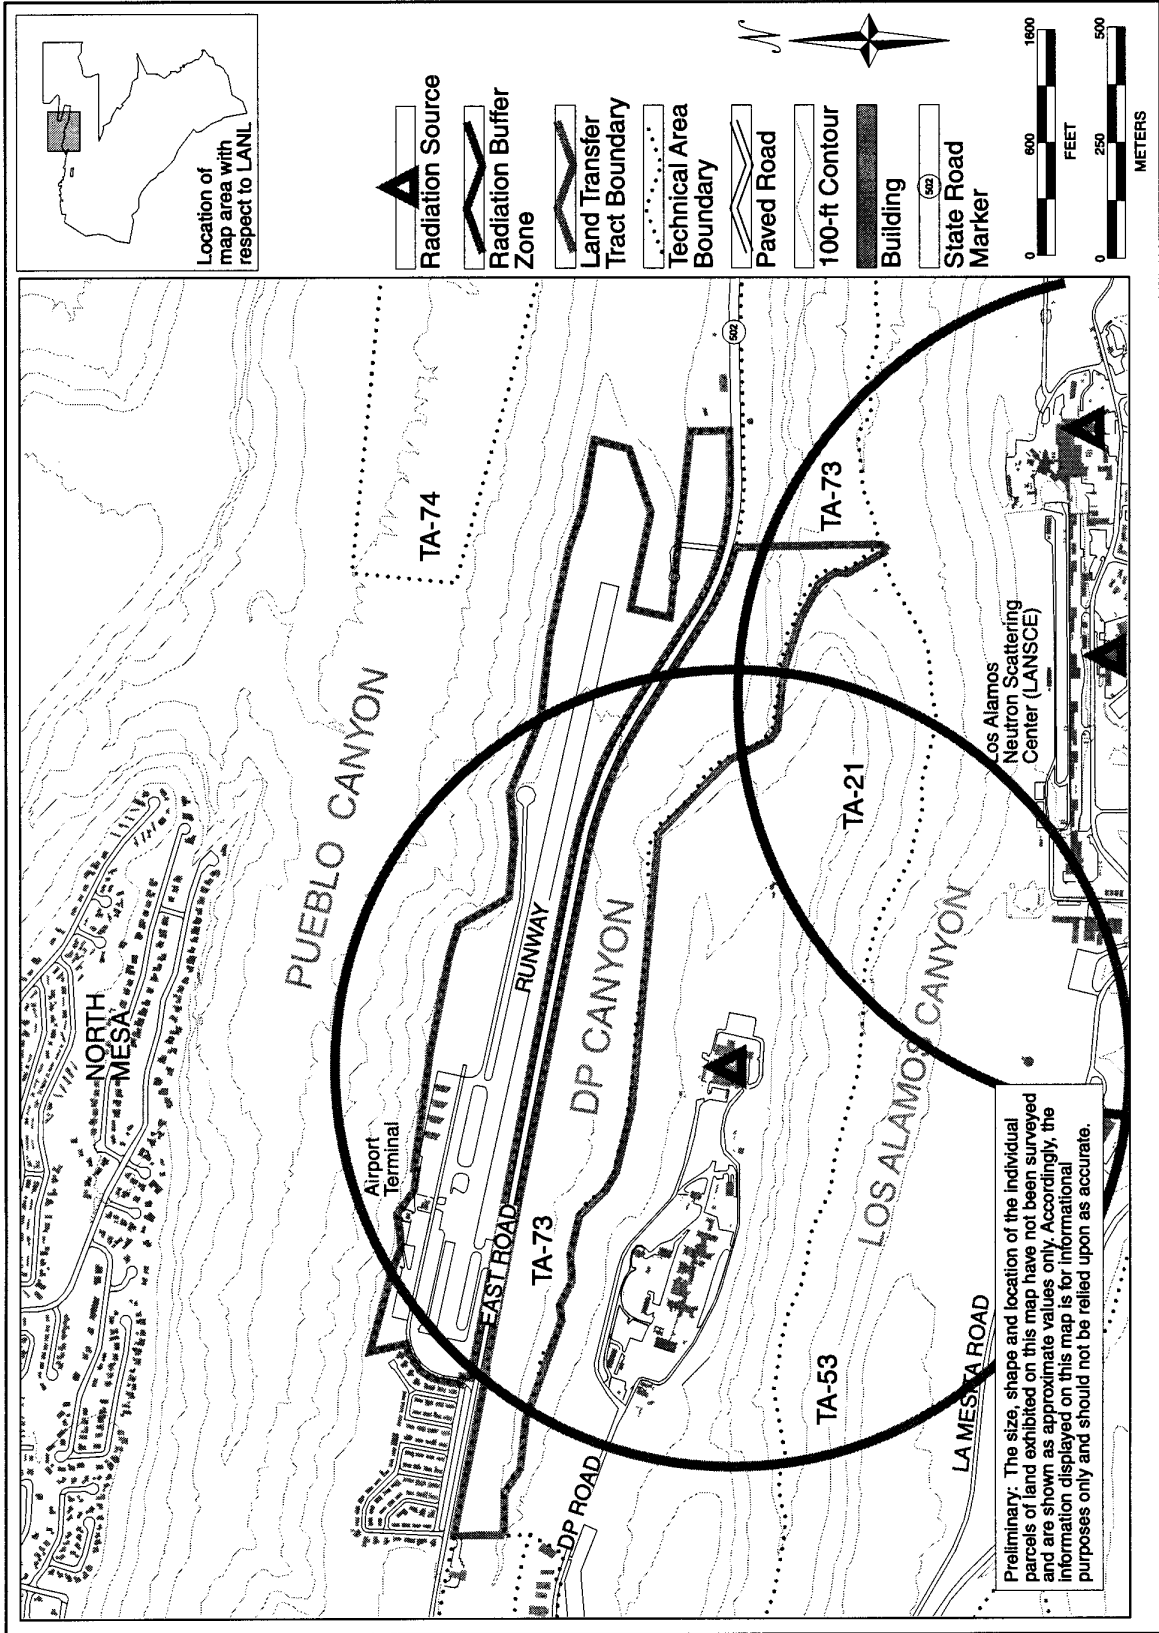 Location of
map area with
respect to LANL
Radiation Source
Radiation Buffer
Zone
Land Transfer
Tract Boundary
Technical Area
Boundary
Paved Road
100-ft Contour
Building
502
State Road
Marker
N
0 600 1600
FEET
0 250 500
METERS
NORTH
MESA
PUEBLO CANYON
TA-74
Airport
Terminal
RUNWAY
EAST ROAD
TA-73
DP CANYON
502
TA-73
TA-21
DP ROAD
TA-53
LOS ALAMOS CANYON
LA MESITA ROAD
Los Alamos
Neutron Scattering
Center (LANSCE)
Preliminary: The size, shape and location of the individual
parcels of land exhibited on this map have not been surveyed
and are shown as approximate values only. Accordingly, the
information displayed on this map is for informational
purposes only and should not be relied upon as accurate.